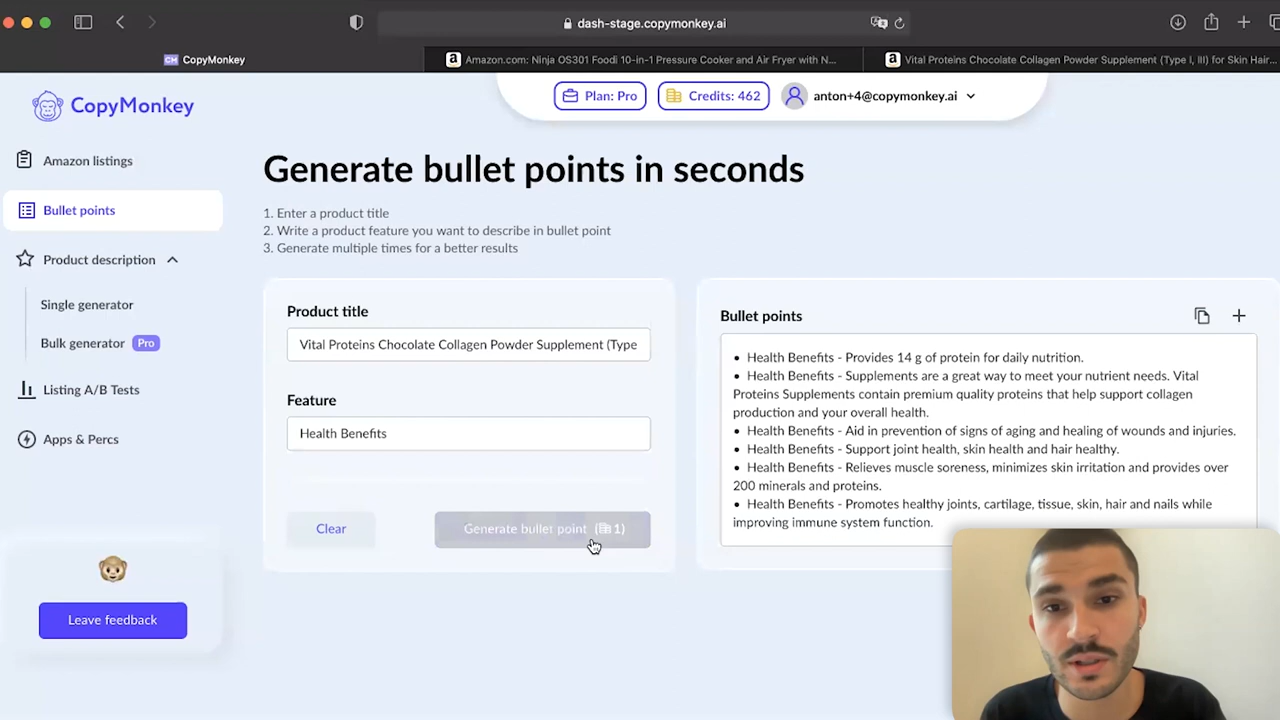 dash-stage.copymonkey.ai
CM CopyMonkey
a Amazon.com: Ninja OS301 Foodi 10-in-1 Pressure Cooker and Air Fryer with N...
a Vital Proteins Chocolate Collagen Powder Supplement (Type I, III) for Skin Hair...
CopyMonkey
Plan: Pro
Credits: 462
anton+4@copymonkey.ai
Amazon listings
Bullet points
Product description
Single generator
Bulk generator Pro
Listing A/B Tests
Apps & Percs
Leave feedback
Generate bullet points in seconds
1. Enter a product title
2. Write a product feature you want to describe in bullet point
3. Generate multiple times for a better results
Product title
Vital Proteins Chocolate Collagen Powder Supplement (Type
Feature
Health Benefits
Clear
Generate bullet point (1)
Bullet points
• Health Benefits - Provides 14 g of protein for daily nutrition.
• Health Benefits - Supplements are a great way to meet your nutrient needs. Vital
Proteins Supplements contain premium quality proteins that help support collagen
production and your overall health.
• Health Benefits - Aid in prevention of signs of aging and healing of wounds and injuries.
• Health Benefits - Support joint health, skin health and hair healthy.
• Health Benefits - Relieves muscle soreness, minimizes skin irritation and provides over
200 minerals and proteins.
• Health Benefits - Promotes healthy joints, cartilage, tissue, skin, hair and nails while
improving immune system function.